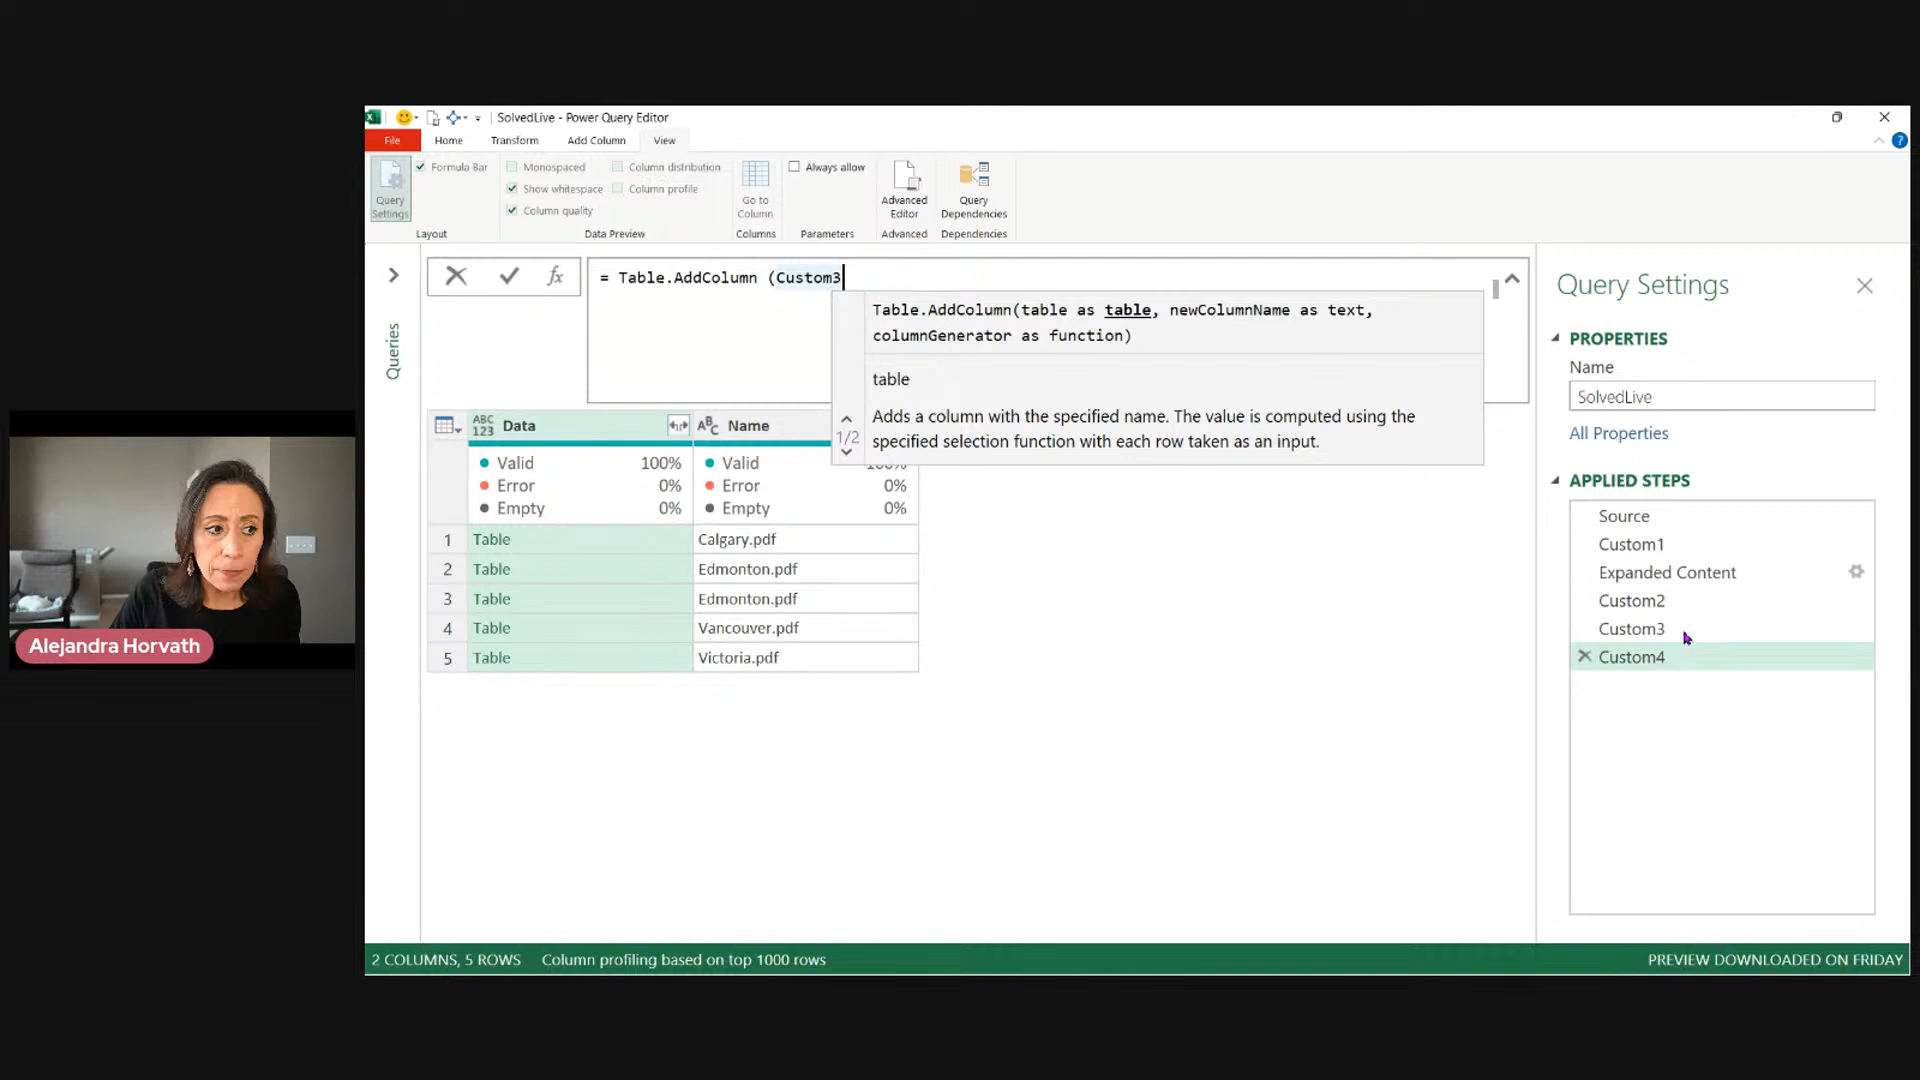 SolvedLive - Power Query Editor
File Home Transform Add Column View
Query Settings
Formula Bar
Layout
Monospaced
Show whitespace
Column quality
Column distribution
Column profile
Data Preview
Go to Column
Columns
Always allow
Parameters
Advanced Editor
Advanced
Query Dependencies
Dependencies
Queries
fx
= Table.AddColumn (Custom3
Table.AddColumn(table as table, newColumnName as text,
columnGenerator as function)
table
Adds a column with the specified name. The value is computed using the
specified selection function with each row taken as an input.
1/2
ABC 123 Data ABC Name
Valid 100% Valid 100%
Error 0% Error 0%
Empty 0% Empty 0%
1 Table Calgary.pdf
2 Table Edmonton.pdf
3 Table Edmonton.pdf
4 Table Vancouver.pdf
5 Table Victoria.pdf
Query Settings
PROPERTIES
Name
SolvedLive
All Properties
APPLIED STEPS
Source
Custom1
Expanded Content
Custom2
Custom3
Custom4
Alejandra Horvath
2 COLUMNS, 5 ROWS Column profiling based on top 1000 rows PREVIEW DOWNLOADED ON FRIDAY